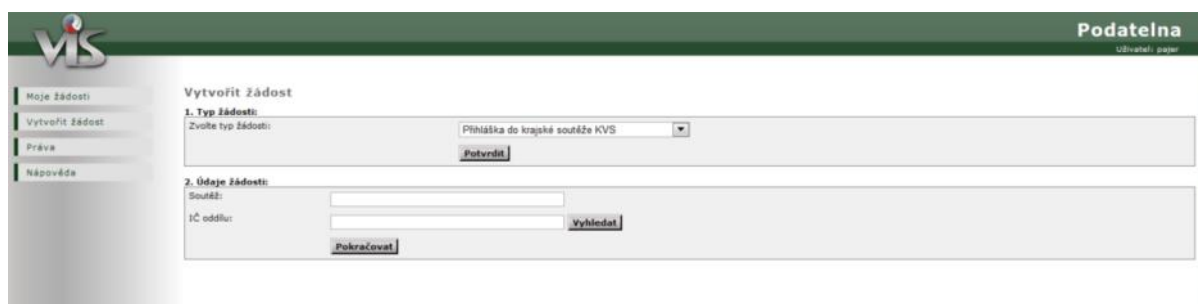 VIS
Podatelna
Uživatel: pajer
Moje žádosti
Vytvořit žádost
Práva
Nápověda
Vytvořit žádost
1. Typ žádosti:
Zvolte typ žádosti:
Přihláška do krajské soutěže KVS
Potvrdit
2. Údaje žádosti:
Soutěž:
IČ oddílu:
Vyhledat
Pokračovat